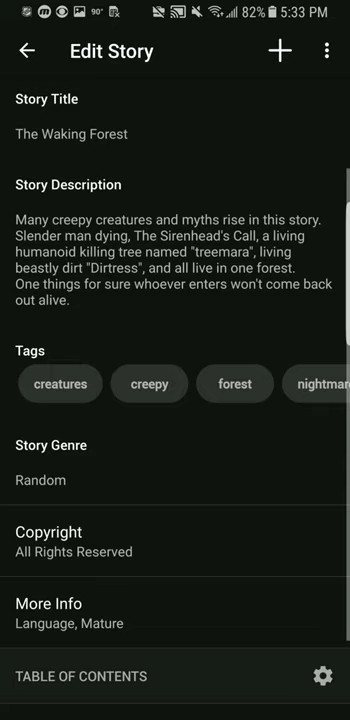 90° 82% 5:33 PM
Edit Story
Story Title
The Waking Forest
Story Description
Many creepy creatures and myths rise in this story.
Slender man dying, The Sirenhead's Call, a living
humanoid killing tree named "treemara", living
beastly dirt "Dirtress", and all live in one forest.
One things for sure whoever enters won't come back
out alive.
Tags
creatures creepy forest nightmar
Story Genre
Random
Copyright
All Rights Reserved
More Info
Language, Mature
TABLE OF CONTENTS